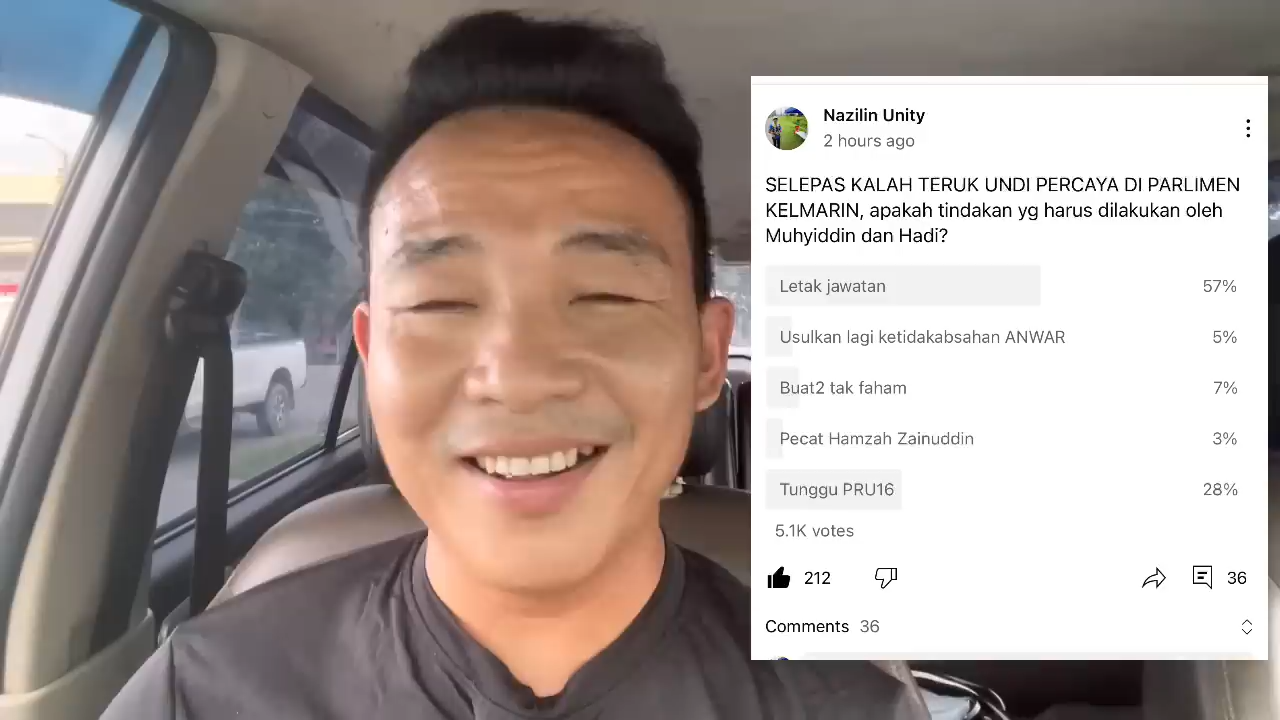 Nazilin Unity
2 hours ago
SELEPAS KALAH TERUK UNDI PERCAYA DI PARLIMEN
KELMARIN, apakah tindakan yg harus dilakukan oleh
Muhyiddin dan Hadi?
Letak jawatan 57%
Usulkan lagi ketidakabsahan ANWAR 5%
Buat2 tak faham 7%
Pecat Hamzah Zainuddin 3%
Tunggu PRU16 28%
5.1K votes
212 36
Comments 36